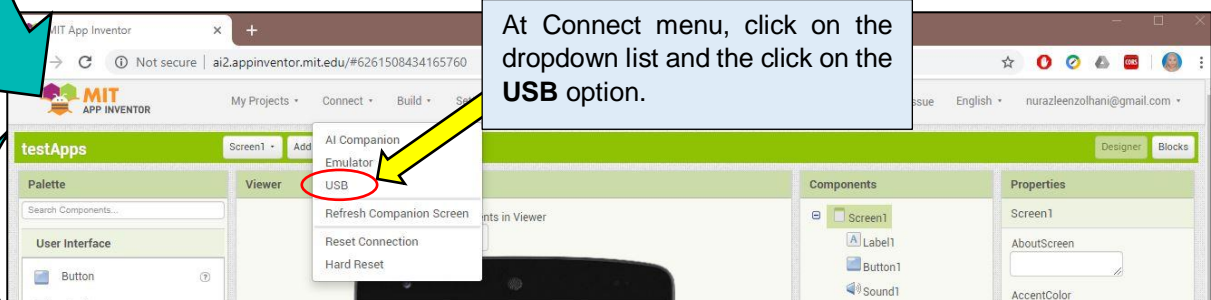 At Connect menu, click on the
dropdown list and the click on the
USB option.
MIT App Inventor
Not secure | ai2.appinventor.mit.edu/#6261508434165760
MIT
APP INVENTOR
My Projects
Connect
Build
English
nurazleenzolhani@gmail.com
testApps
Screen1
Add
Designer
Blocks
AI Companion
Emulator
USB
Refresh Companion Screen
Reset Connection
Hard Reset
Palette
Viewer
Components
Properties
Search Components...
User Interface
Button
in Viewer
Screen1
Label1
Button1
Sound1
Screen1
AboutScreen
AccentColor